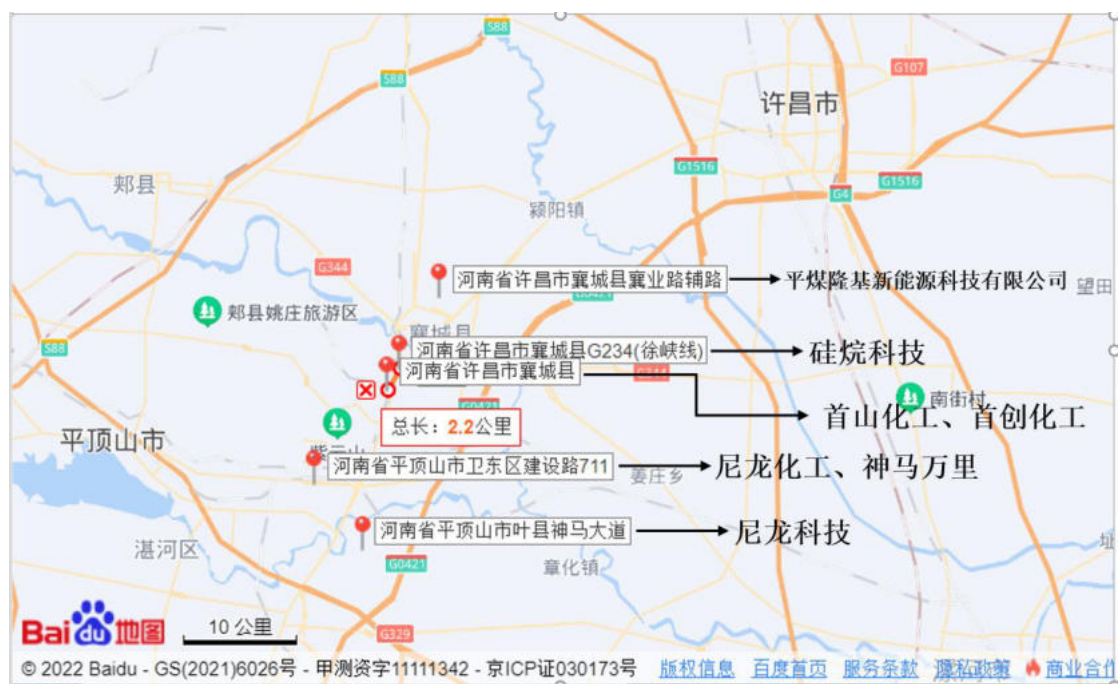 S88
S88
G107
许昌市
G1516
G1516
G4
郏县
颍阳镇
G344
河南省许昌市襄城县襄业路辅路
平煤隆基新能源科技有限公司
望田
G0421
郏县姚庄旅游区
襄城县
S88
河南省许昌市襄城县G234(徐峡线)
硅烷科技
河南省许昌市襄城县
G344
南街村
G0421
首山化工、首创化工
总长：2.2公里
平顶山市
紫云山
河南省平顶山市卫东区建设路711
姜庄乡
尼龙化工、神马万里
河南省平顶山市叶县神马大道
尼龙科技
湛河区
G0421
章化镇
Baidu地图
10 公里
G329
© 2022 Baidu - GS(2021)6026号 - 甲测资字11111342 - 京ICP证030173号 版权信息 百度首页 服务条款 隐私政策 商业合作